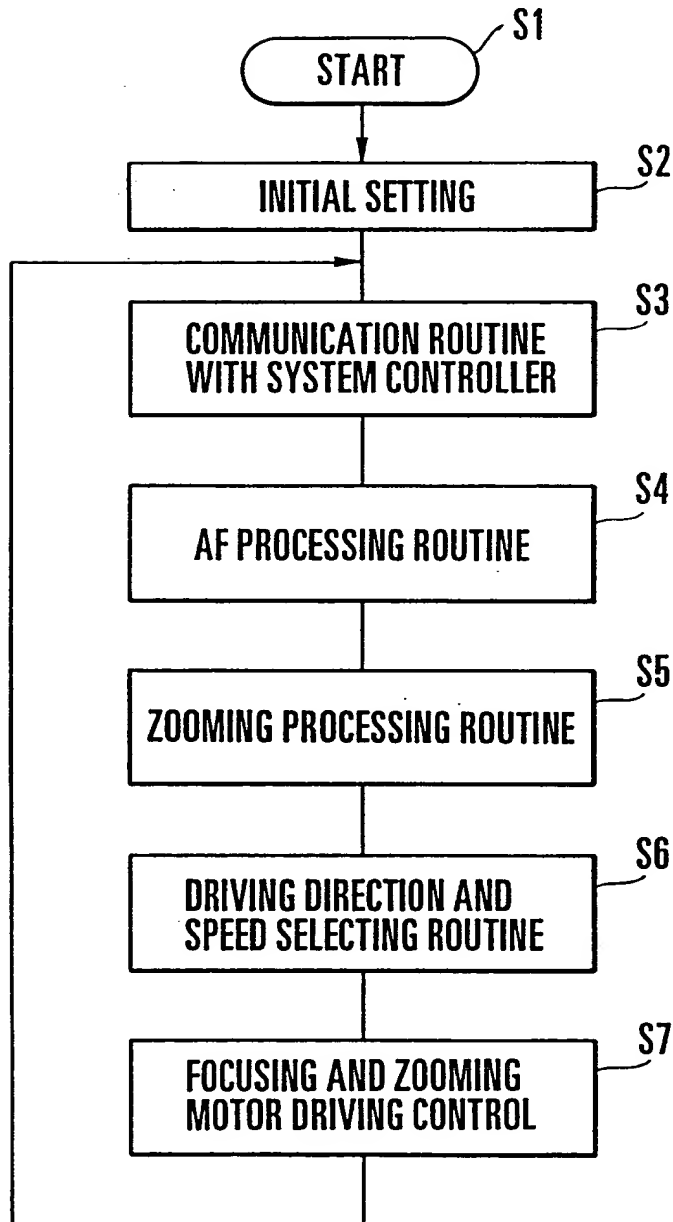 S1
START
S2
INITIAL SETTING
S3
COMMUNICATION ROUTINE
WITH SYSTEM CONTROLLER
S4
AF PROCESSING ROUTINE
S5
ZOOMING PROCESSING ROUTINE
S6
DRIVING DIRECTION AND
SPEED SELECTING ROUTINE
S7
FOCUSING AND ZOOMING
MOTOR DRIVING CONTROL